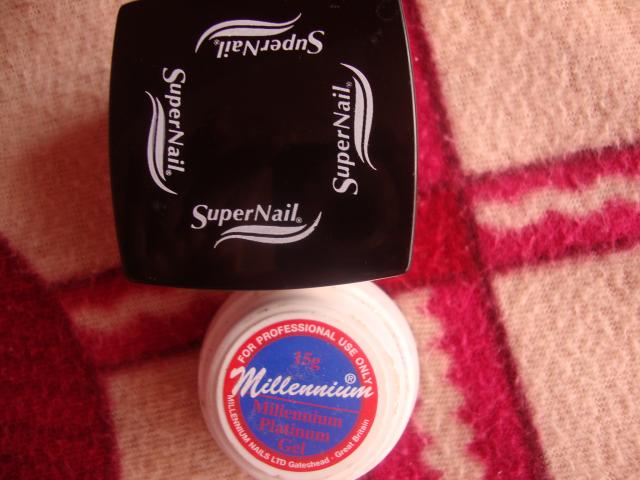 SuperNail®
SuperNail®
SuperNail®
SuperNail®
FOR PROFESSIONAL USE ONLY
15g
Millennium®
Millennium
Platinum
Gel
MILLENNIUM NAILS LTD Gateshead · Great Britain